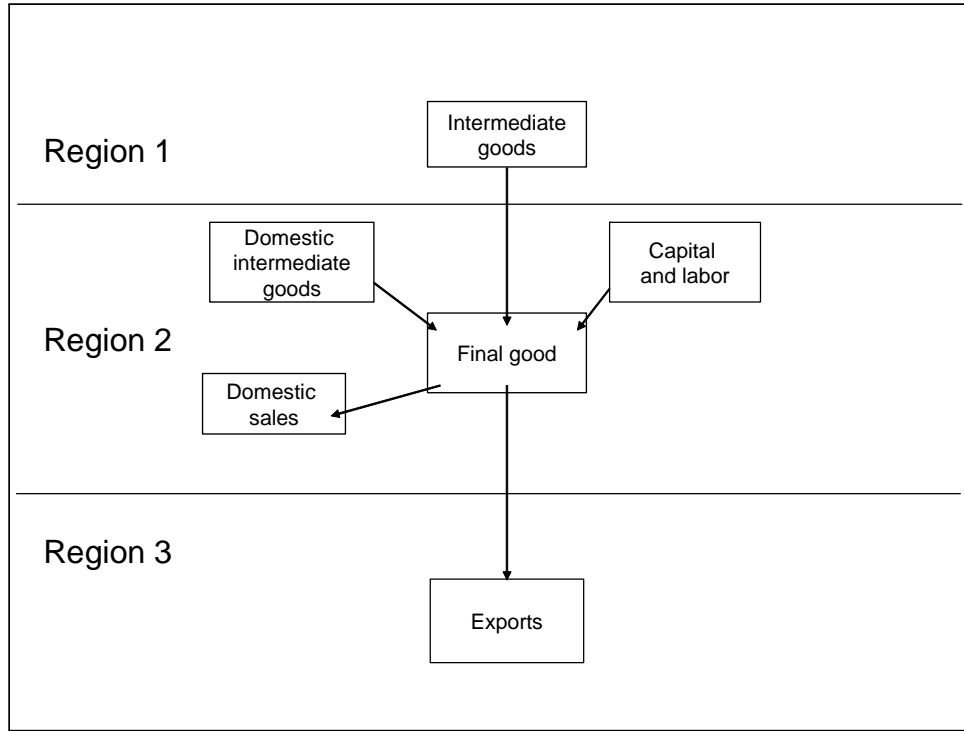 Region 1
Intermediate
goods
Domestic
intermediate
goods
Capital
and labor
Region 2
Final good
Domestic
sales
Region 3
Exports